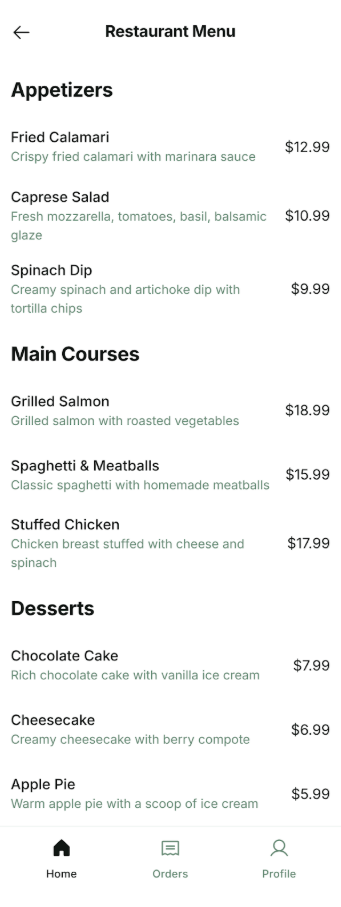 Restaurant Menu
Appetizers
Fried Calamari
Crispy fried calamari with marinara sauce
$12.99
Caprese Salad
Fresh mozzarella, tomatoes, basil, balsamic
glaze
$10.99
Spinach Dip
Creamy spinach and artichoke dip with
tortilla chips
$9.99
Main Courses
Grilled Salmon
Grilled salmon with roasted vegetables
$18.99
Spaghetti & Meatballs
Classic spaghetti with homemade meatballs
$15.99
Stuffed Chicken
Chicken breast stuffed with cheese and
spinach
$17.99
Desserts
Chocolate Cake
Rich chocolate cake with vanilla ice cream
$7.99
Cheesecake
Creamy cheesecake with berry compote
$6.99
Apple Pie
Warm apple pie with a scoop of ice cream
$5.99
Home
Orders
Profile